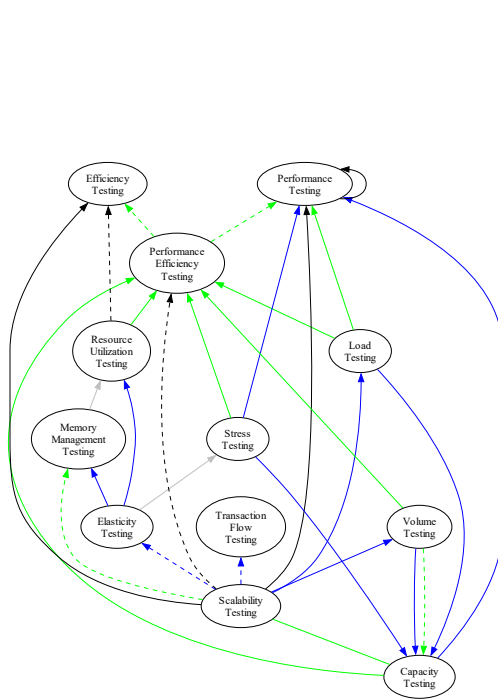 Efficiency
Testing
Performance
Testing
Performance
Efficiency
Testing
Resource
Utilization
Testing
Load
Testing
Memory
Management
Testing
Stress
Testing
Elasticity
Testing
Transaction
Flow
Testing
Volume
Testing
Scalability
Testing
Capacity
Testing